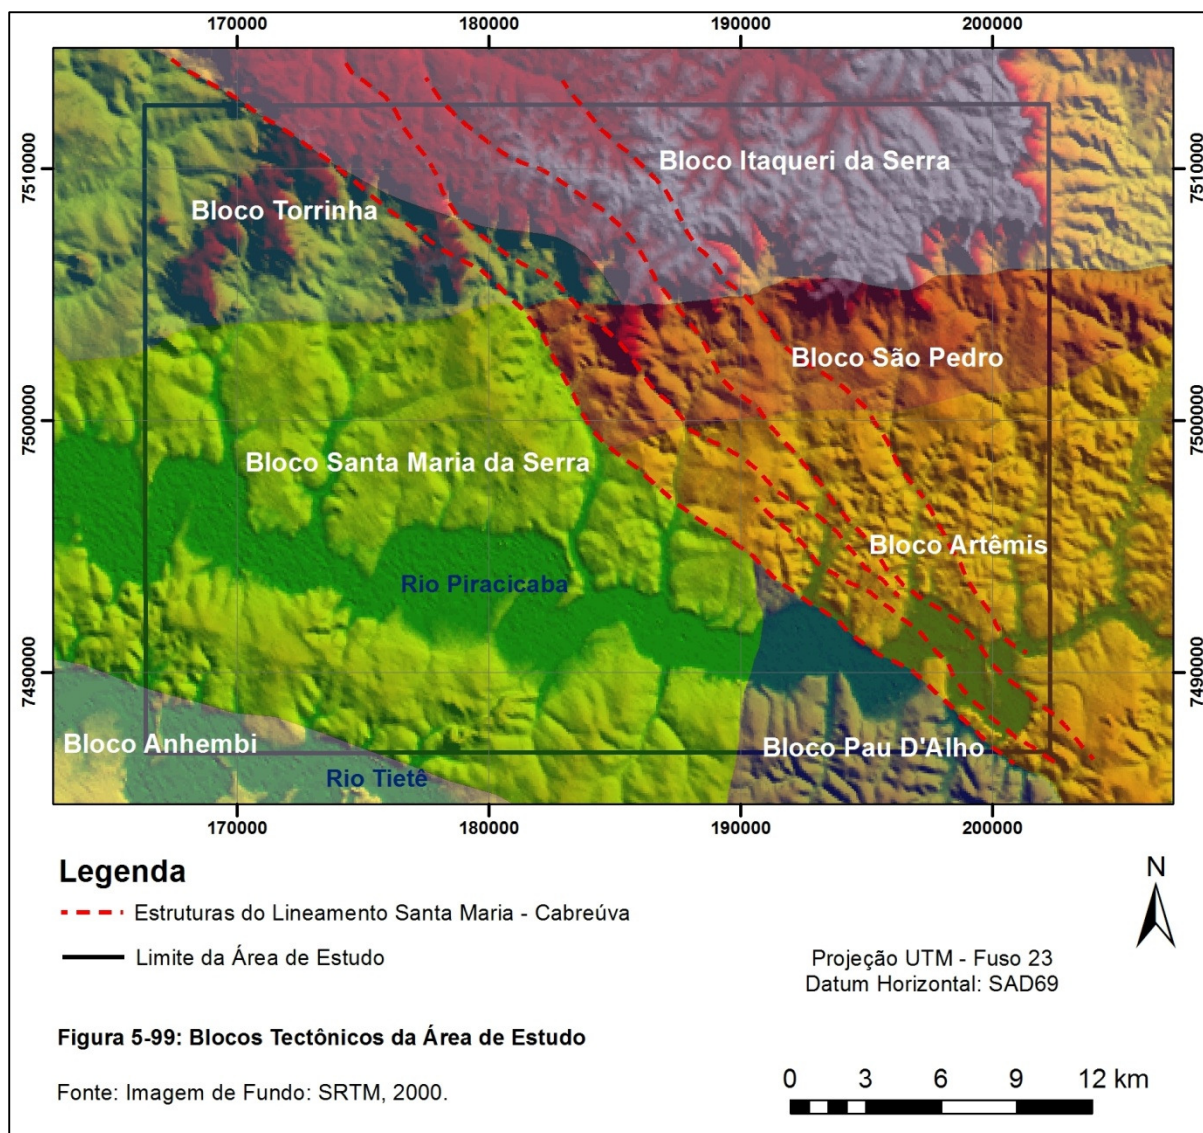 170000 180000 190000 200000
7510000 7510000
Bloco Itaqueri da Serra
Bloco Torrinha
Bloco São Pedro
7500000 7500000
Bloco Santa Maria da Serra
Bloco Artêmis
Rio Piracicaba
7490000 7490000
Bloco Anhembi
Bloco Pau D'Alho
Rio Tietê
170000 180000 190000 200000
Legenda
Estruturas do Lineamento Santa Maria - Cabreúva
Limite da Área de Estudo
N
Projeção UTM - Fuso 23
Datum Horizontal: SAD69
Figura 5-99: Blocos Tectônicos da Área de Estudo
Fonte: Imagem de Fundo: SRTM, 2000.
0 3 6 9 12 km